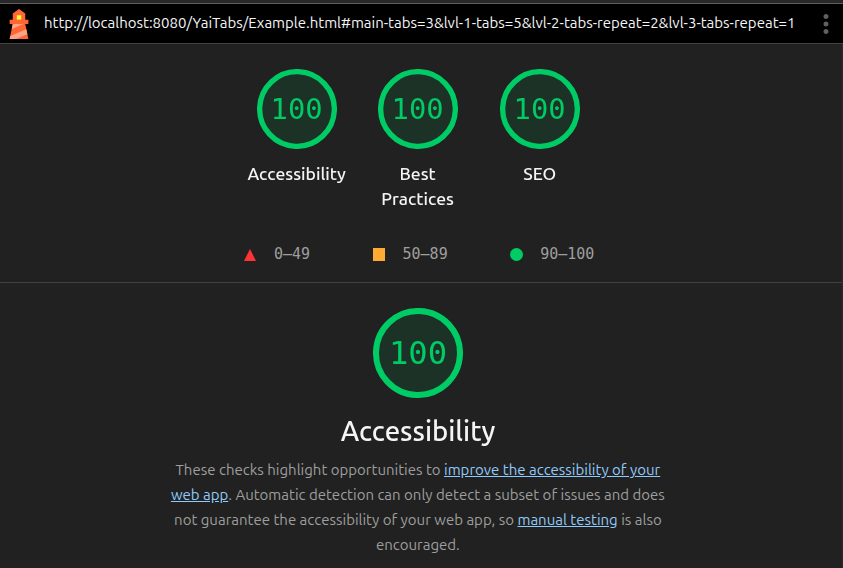 http://localhost:8080/YaiTabs/Example.html#main-tabs=3&lvl-1-tabs=5&lvl-2-tabs-repeat=2&lvl-3-tabs-repeat=1
100 100 100
Accessibility Best Practices SEO
0–49 50–89 90–100
100
Accessibility
These checks highlight opportunities to improve the accessibility of your
web app. Automatic detection can only detect a subset of issues and does
not guarantee the accessibility of your web app, so manual testing is also
encouraged.